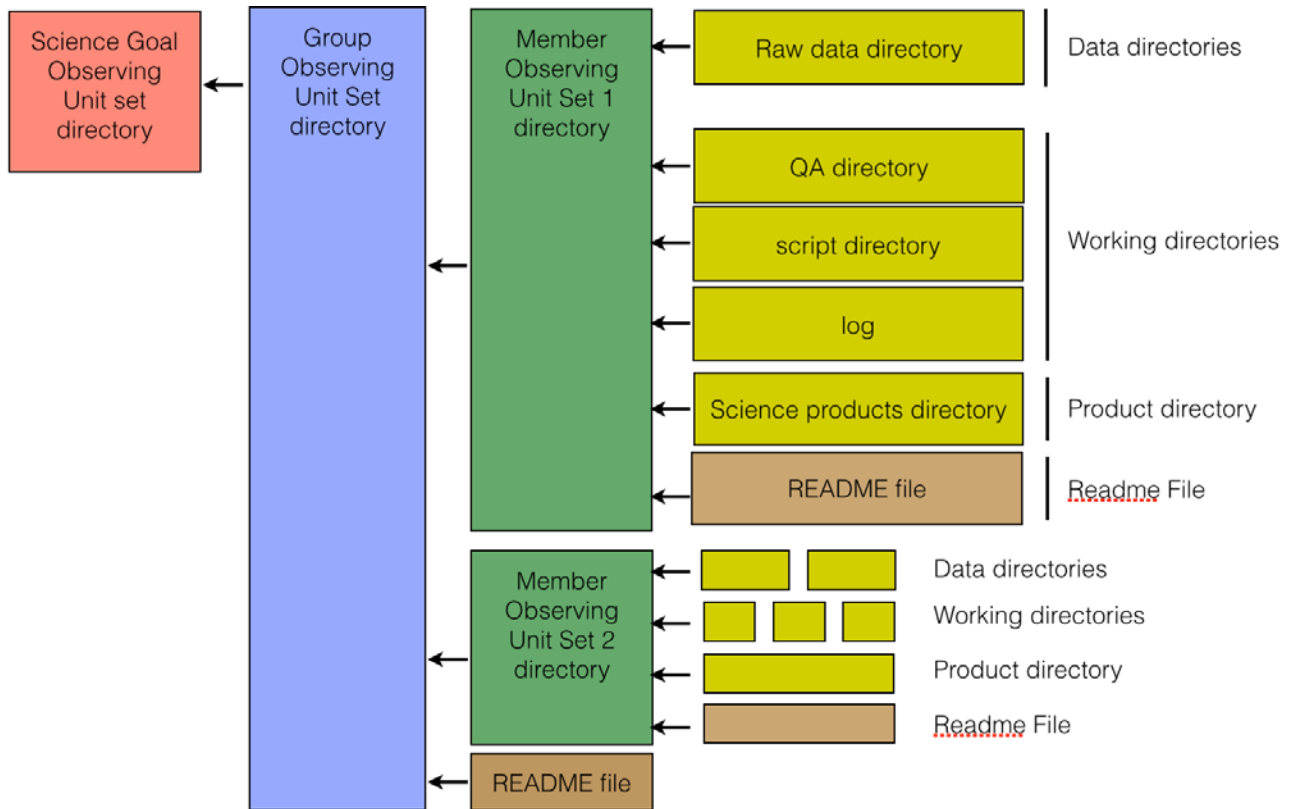 Science Goal
Observing
Unit set
directory
Group
Observing
Unit Set
directory
Member
Observing
Unit Set 1
directory
Raw data directory
Data directories
QA directory
script directory
Working directories
log
Science products directory
Product directory
README file
Readme File
Member
Observing
Unit Set 2
directory
Data directories
Working directories
Product directory
Readme File
README file